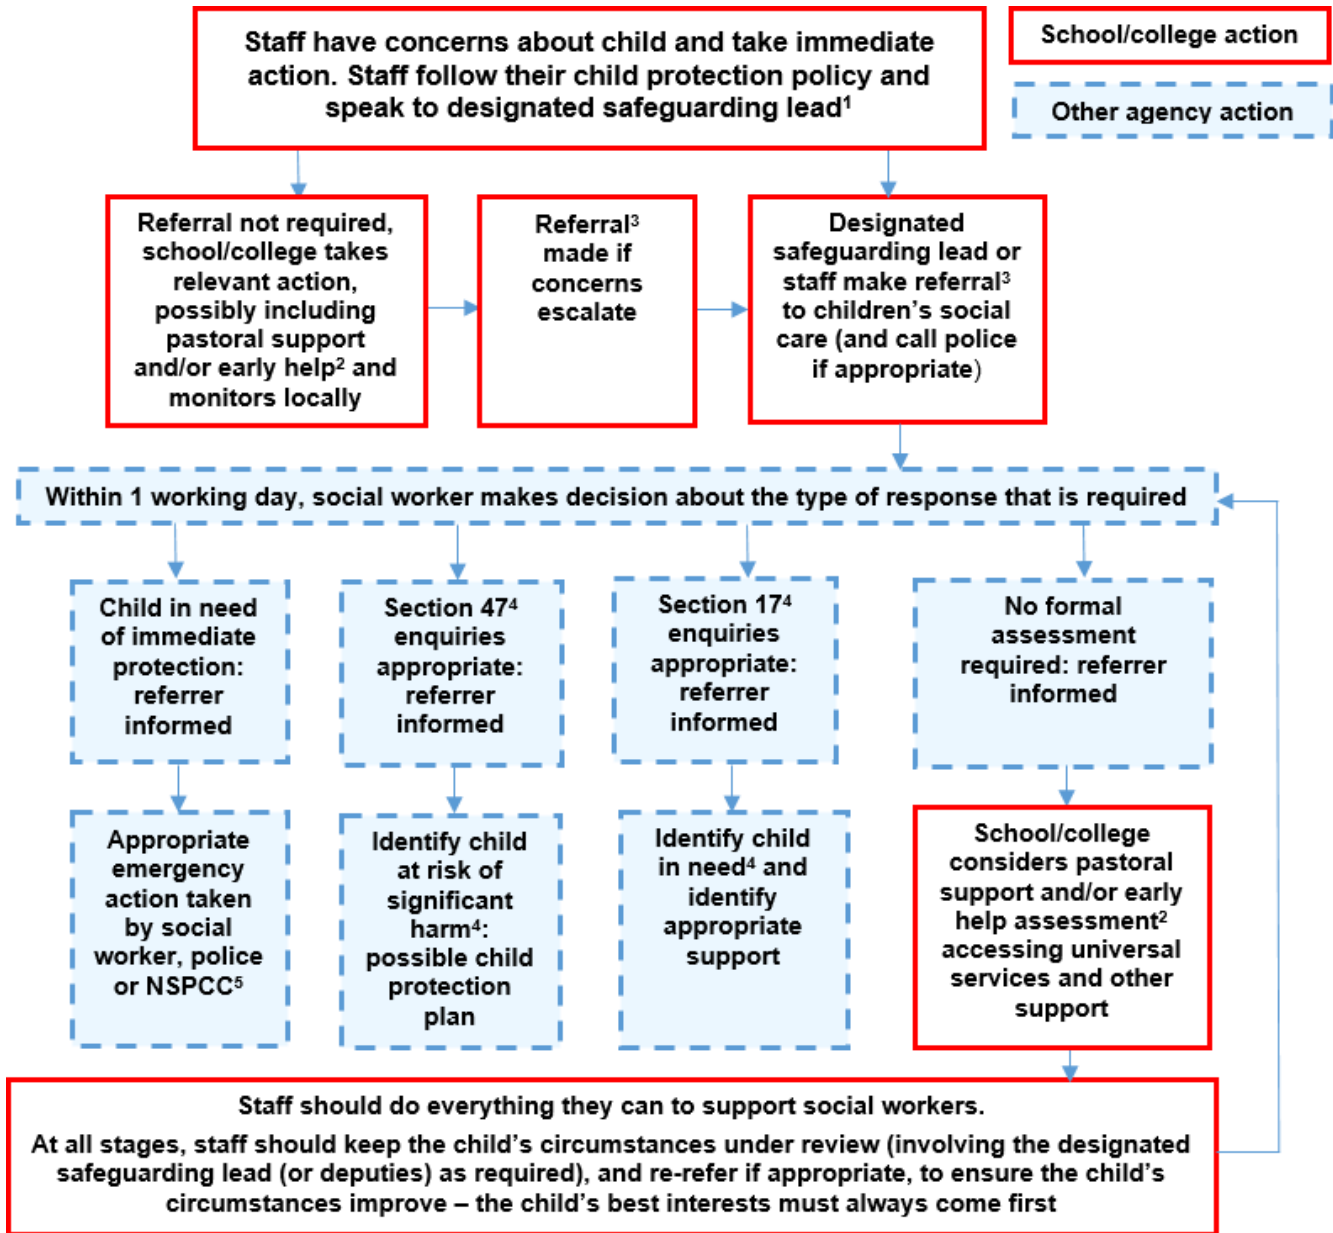 Staff have concerns about child and take immediate
action. Staff follow their child protection policy and
speak to designated safeguarding lead¹
School/college action
Other agency action
Referral not required,
school/college takes
relevant action,
possibly including
pastoral support
and/or early help² and
monitors locally
Referral³
made if
concerns
escalate
Designated
safeguarding lead or
staff make referral³
to children’s social
care (and call police
if appropriate)
Within 1 working day, social worker makes decision about the type of response that is required
Child in need
of immediate
protection:
referrer
informed
Section 47⁴
enquiries
appropriate:
referrer
informed
Section 17⁴
enquiries
appropriate:
referrer
informed
No formal
assessment
required: referrer
informed
Appropriate
emergency
action taken
by social
worker, police
or NSPCC⁵
Identify child
at risk of
significant
harm⁴:
possible child
protection
plan
Identify child
in need⁴ and
identify
appropriate
support
School/college
considers pastoral
support and/or early
help assessment²
accessing universal
services and other
support
Staff should do everything they can to support social workers.
At all stages, staff should keep the child’s circumstances under review (involving the designated
safeguarding lead (or deputies) as required), and re-refer if appropriate, to ensure the child’s
circumstances improve – the child’s best interests must always come first